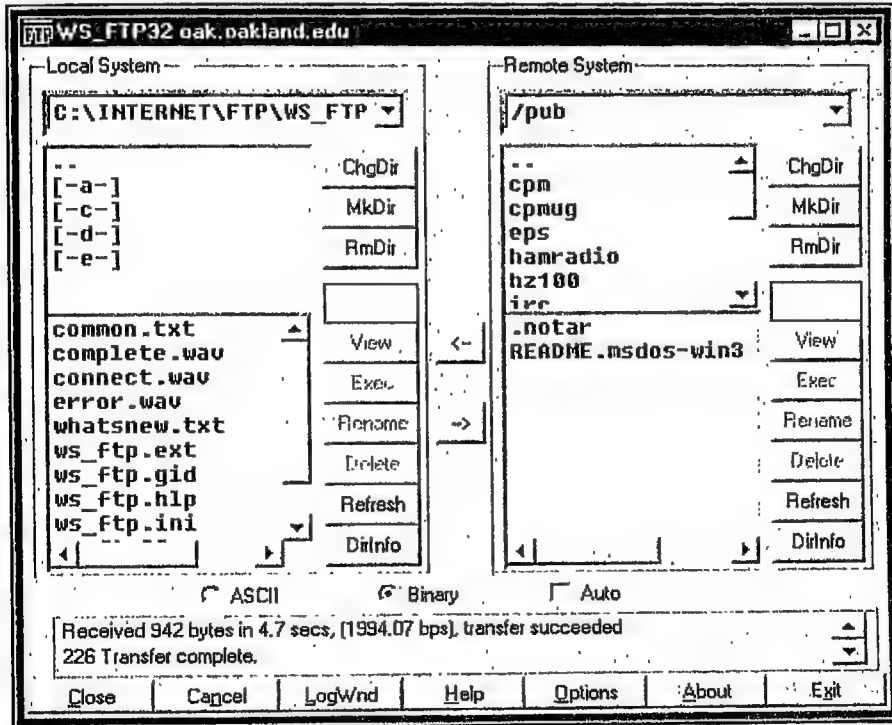 FTP WS_FTP32 oak.oakland.edu
Local System
C:\INTERNET\FTP\WS_FTP
..
[-a-]
[-c-]
[-d-]
[-e-]
ChgDir
MkDir
RmDir
common.txt
complete.wav
connect.wav
error.wav
whatsnew.txt
ws_ftp.ext
ws_ftp.gid
ws_ftp.hlp
ws_ftp.ini
View
Exec
Rename
Delete
Refresh
DirInfo
<-
->
Remote System
/pub
..
cpm
cpmug
eps
hamradio
hz100
irc
ChgDir
MkDir
RmDir
.notar
README.msdos-win3
View
Exec
Rename
Delete
Refresh
DirInfo
ASCII Binary Auto
Received 942 bytes in 4.7 secs, (1994.07 bps), transfer succeeded
226 Transfer complete.
Close Cancel LogWnd Help Options About Exit